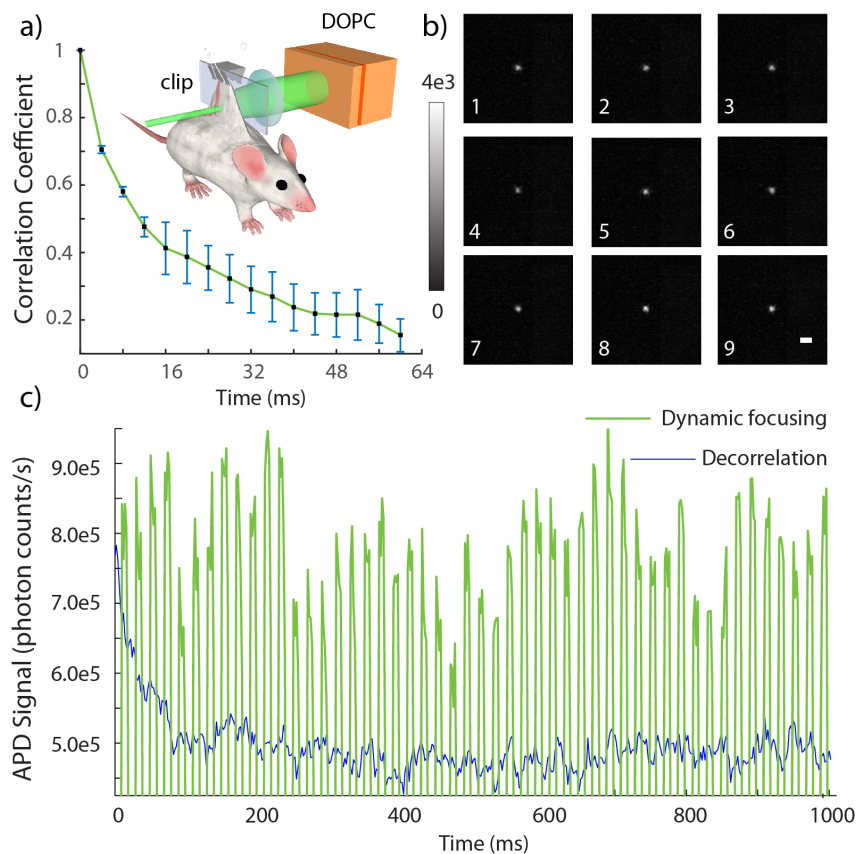 a)
DOPC
clip
Correlation Coefficient
1
0.8
0.6
0.4
0.2
0
16
32
48
64
Time (ms)
4e3
0
b)
1
2
3
4
5
6
7
8
9
c)
Dynamic focusing
Decorrelation
APD Signal (photon counts/s)
9.0e5
8.0e5
7.0e5
6.0e5
5.0e5
0
200
400
600
800
1000
Time (ms)